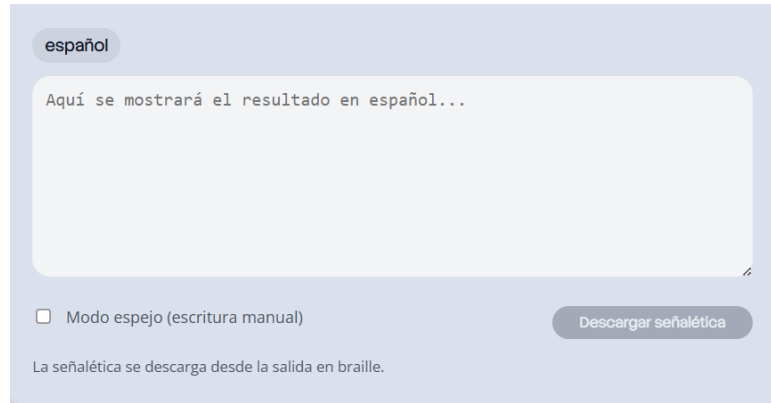 español
Aquí se mostrará el resultado en español...
Modo espejo (escritura manual)
Descargar señalética
La señalética se descarga desde la salida en braille.